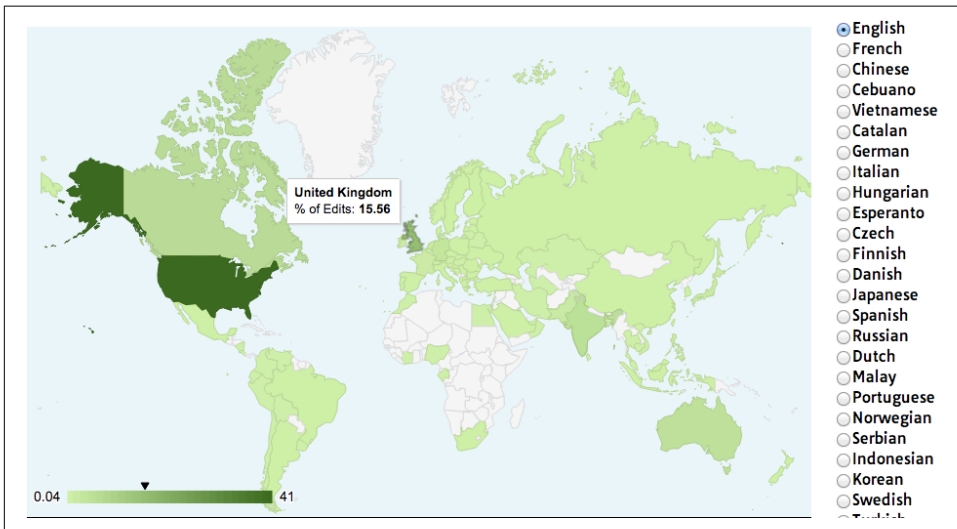 United Kingdom
% of Edits: 15.56
0.04
41
English
French
Chinese
Cebuano
Vietnamese
Catalan
German
Italian
Hungarian
Esperanto
Czech
Finnish
Danish
Japanese
Spanish
Russian
Dutch
Malay
Portuguese
Norwegian
Serbian
Indonesian
Korean
Swedish
Turkish